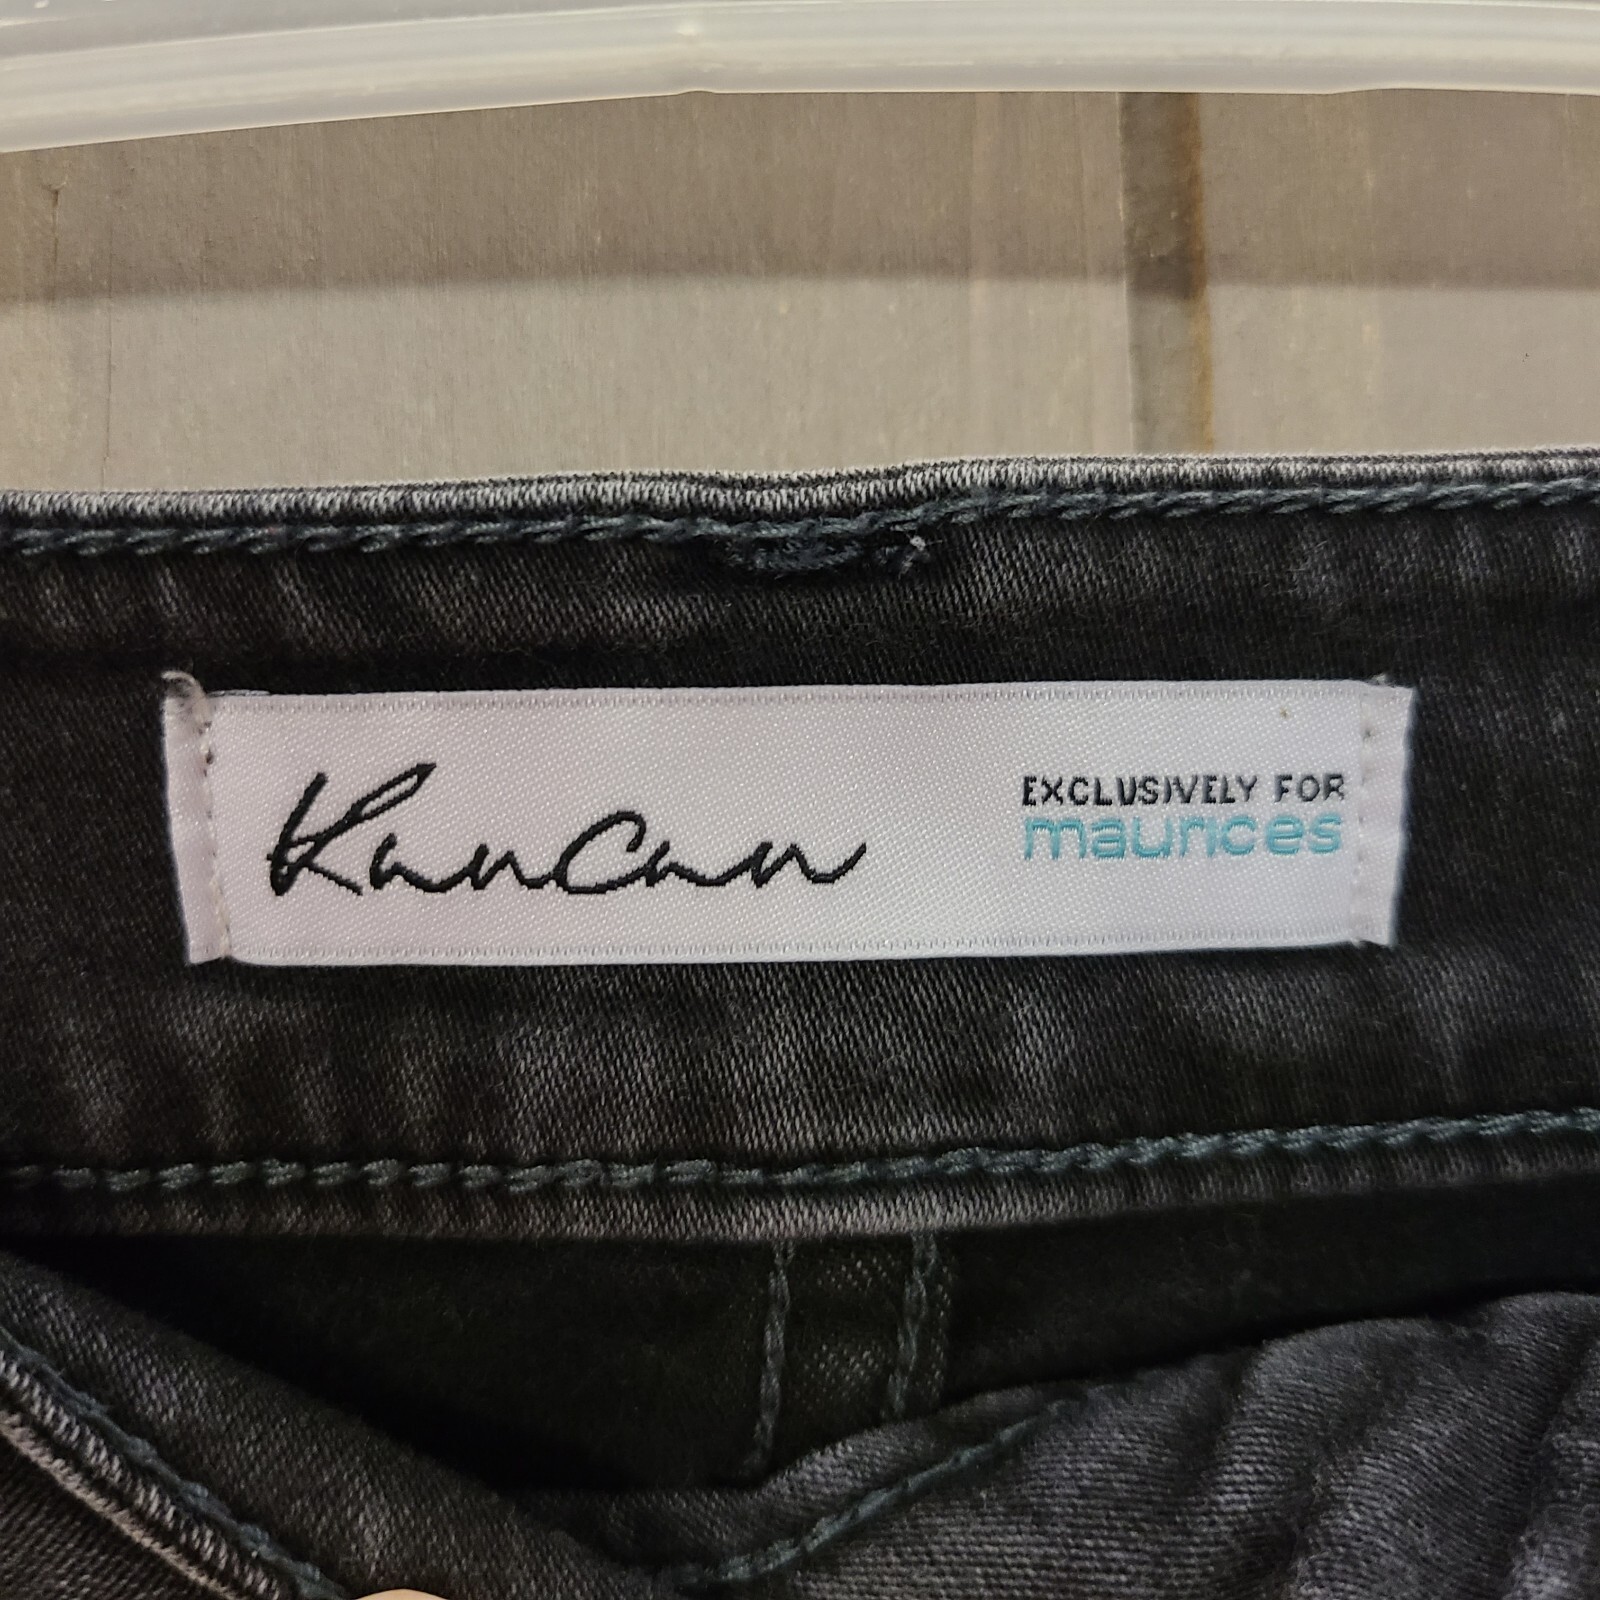 KanCan
EXCLUSIVELY FOR
maurices